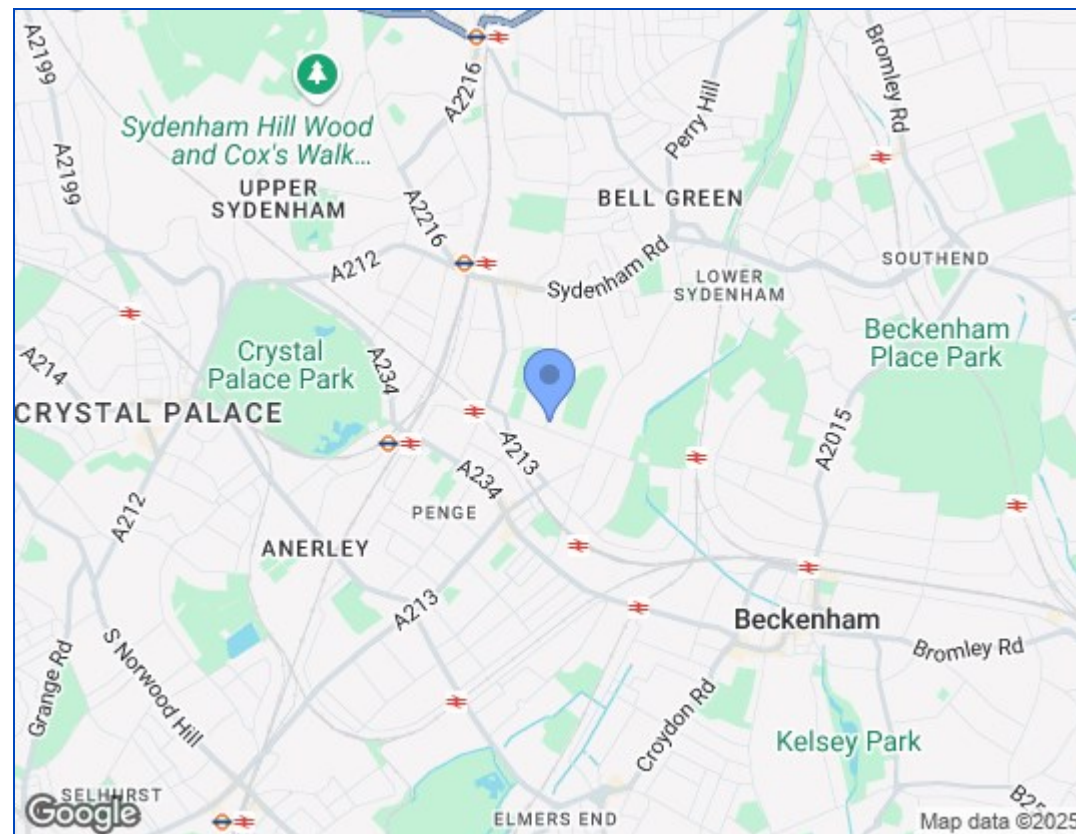 A2199
A2216
Bromley Rd
Perry Hill
Sydenham Hill Wood
and Cox's Walk...
A2199
UPPER
SYDENHAM
A2216
BELL GREEN
A212
Sydenham Rd
LOWER
SYDENHAM
SOUTHEND
Beckenham
Place Park
Crystal
Palace Park
A234
A214
CRYSTAL PALACE
A2015
A213
A234
A212
PENGE
ANERLEY
A213
Beckenham
Bromley Rd
Grange Rd
S Norwood Hill
Croydon Rd
Kelsey Park
SELHURST
ELMERS END
Google
Map data ©2025